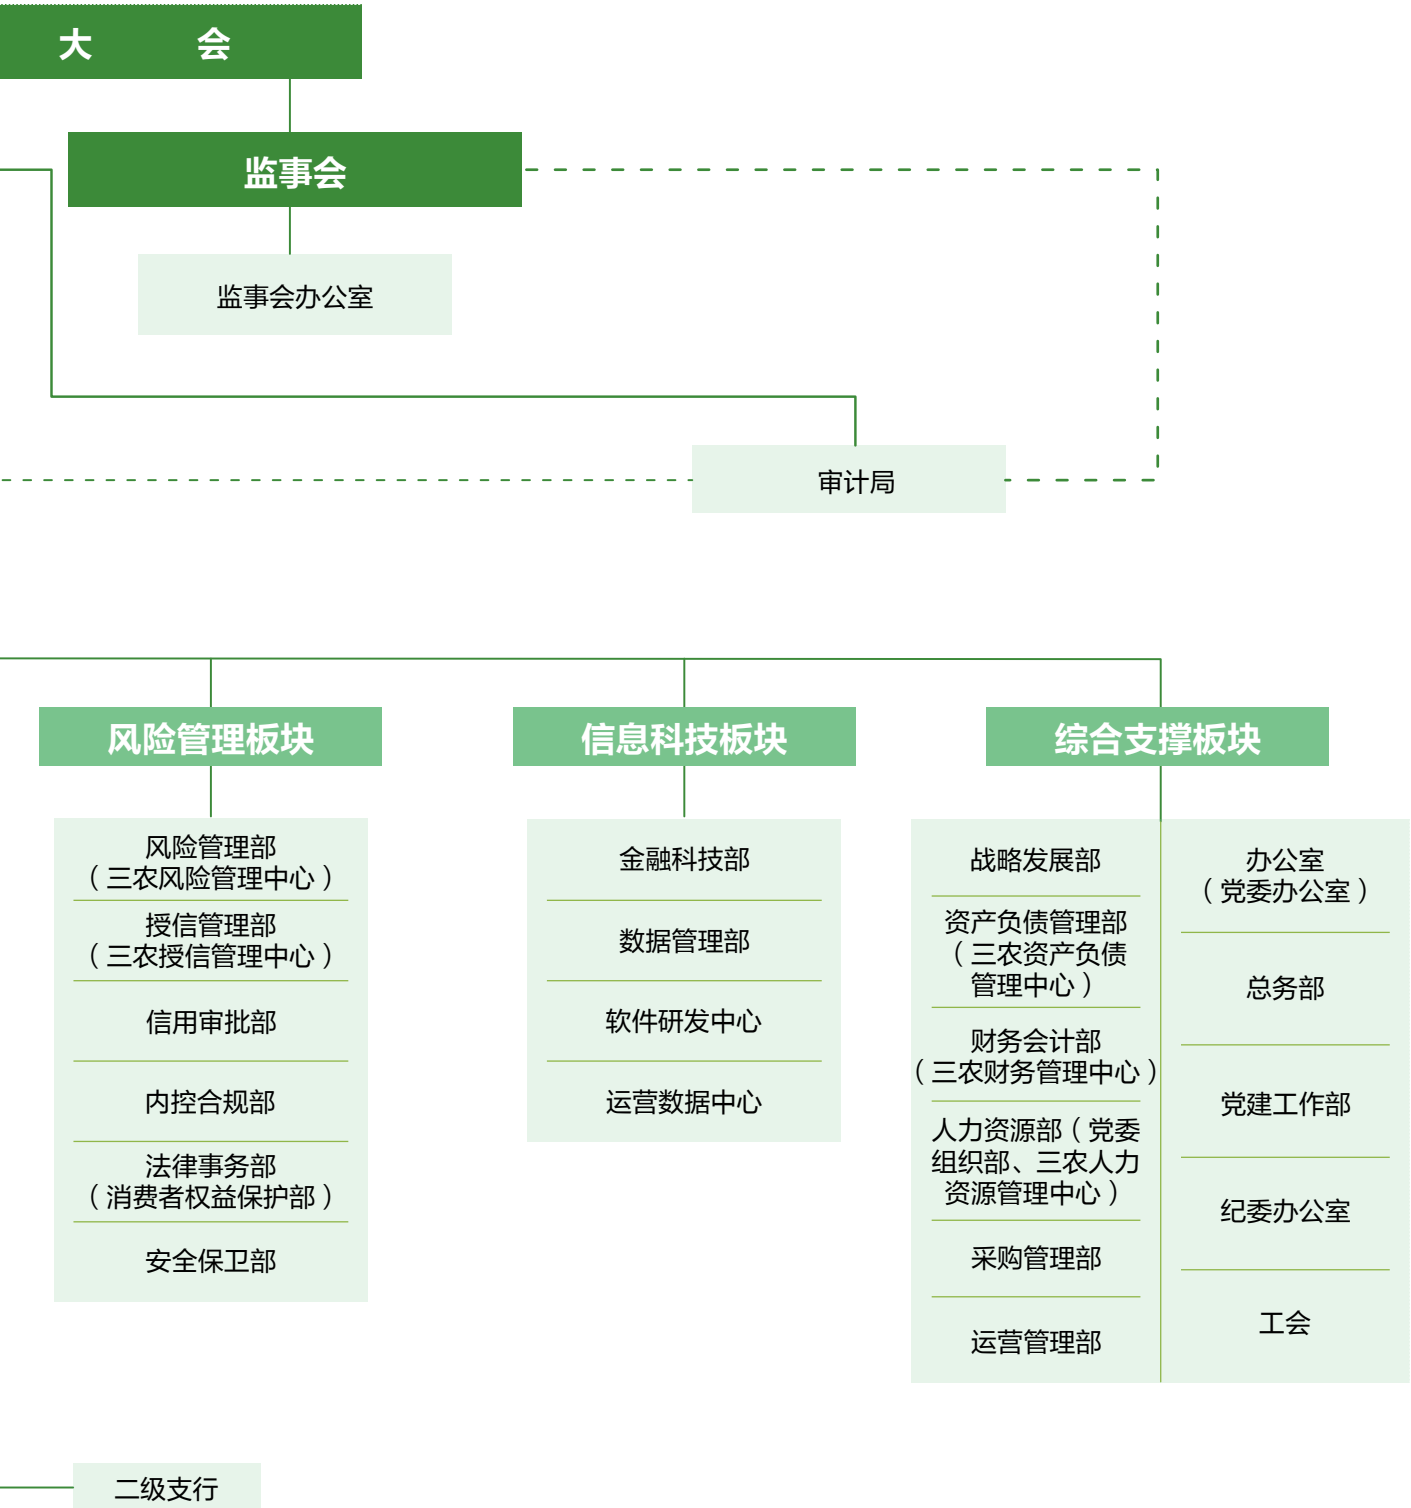 大 会
监事会
监事会办公室
审计局
风险管理板块
风险管理部
（三农风险管理中心）
授信管理部
（三农授信管理中心）
信用审批部
内控合规部
法律事务部
（消费者权益保护部）
安全保卫部
信息科技板块
金融科技部
数据管理部
软件研发中心
运营数据中心
综合支撑板块
战略发展部
资产负债管理部
（三农资产负债
管理中心）
财务会计部
（三农财务管理中心）
人力资源部（党委
组织部、三农人力
资源管理中心）
采购管理部
运营管理部
办公室
（党委办公室）
总务部
党建工作部
纪委办公室
工会
二级支行